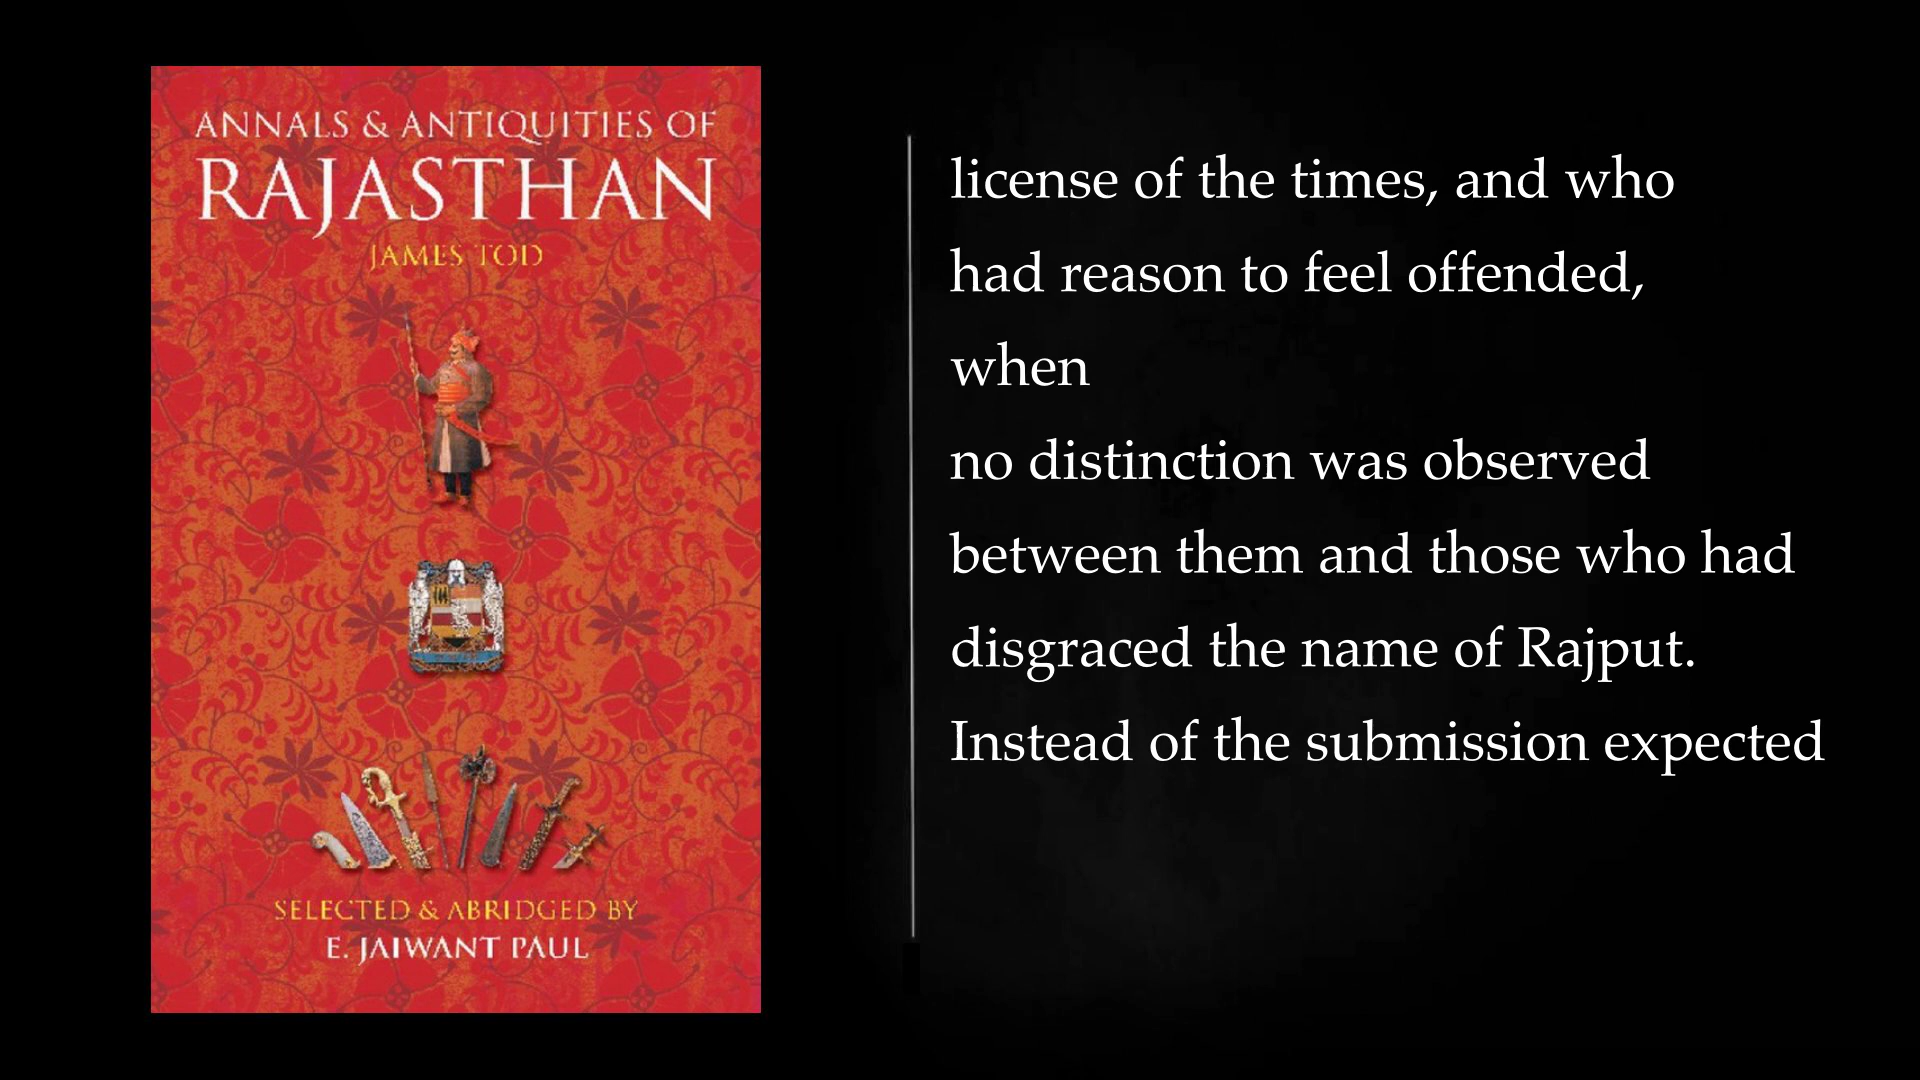 ANNALS & ANTIQUITIES OF
RAJASTHAN
JAMES TOD
SELECTED & ABRIDGED BY
E. JAIWANT PAUL
license of the times, and who
had reason to feel offended,
when
no distinction was observed
between them and those who had
disgraced the name of Rajput.
Instead of the submission expected